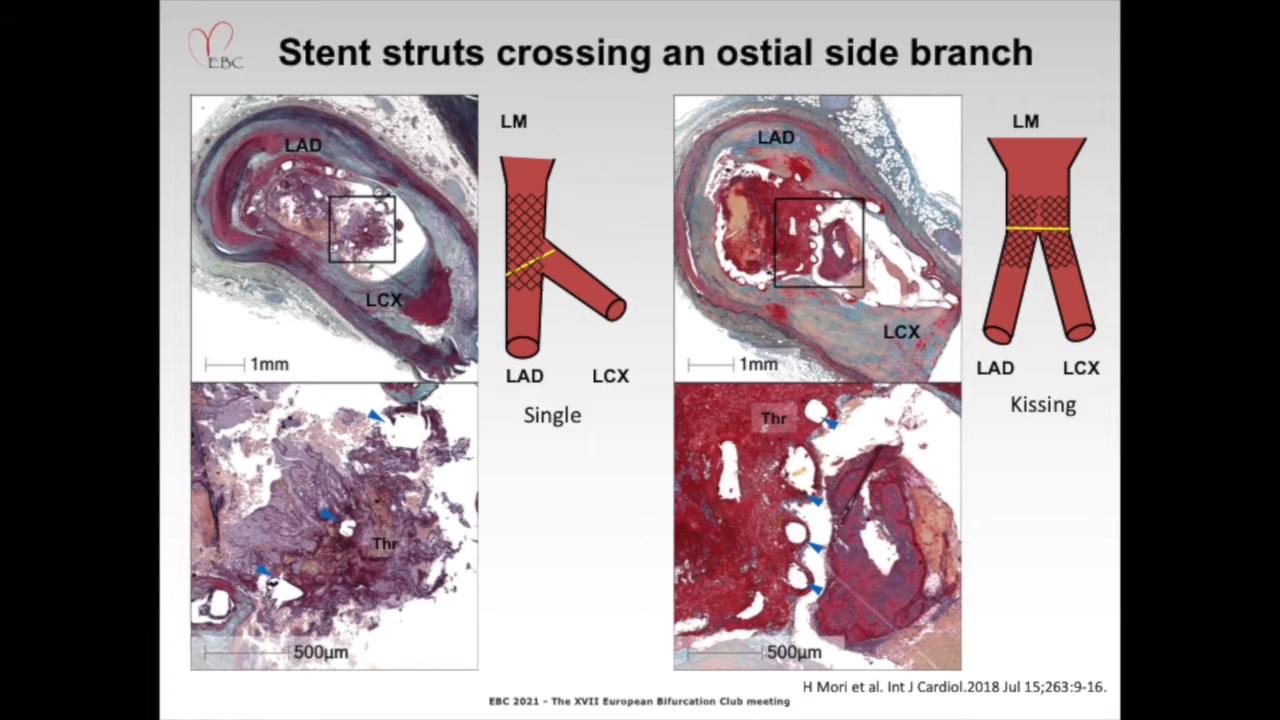 EBC
Stent struts crossing an ostial side branch
LAD
LCX
1mm
LM
LAD LCX
Single
Thr
500µm
LAD
LCX
1mm
LM
LAD LCX
Kissing
Thr
500µm
H Mori et al. Int J Cardiol.2018 Jul 15;263:9-16.
EBC 2021 - The XVII European Bifurcation Club meeting